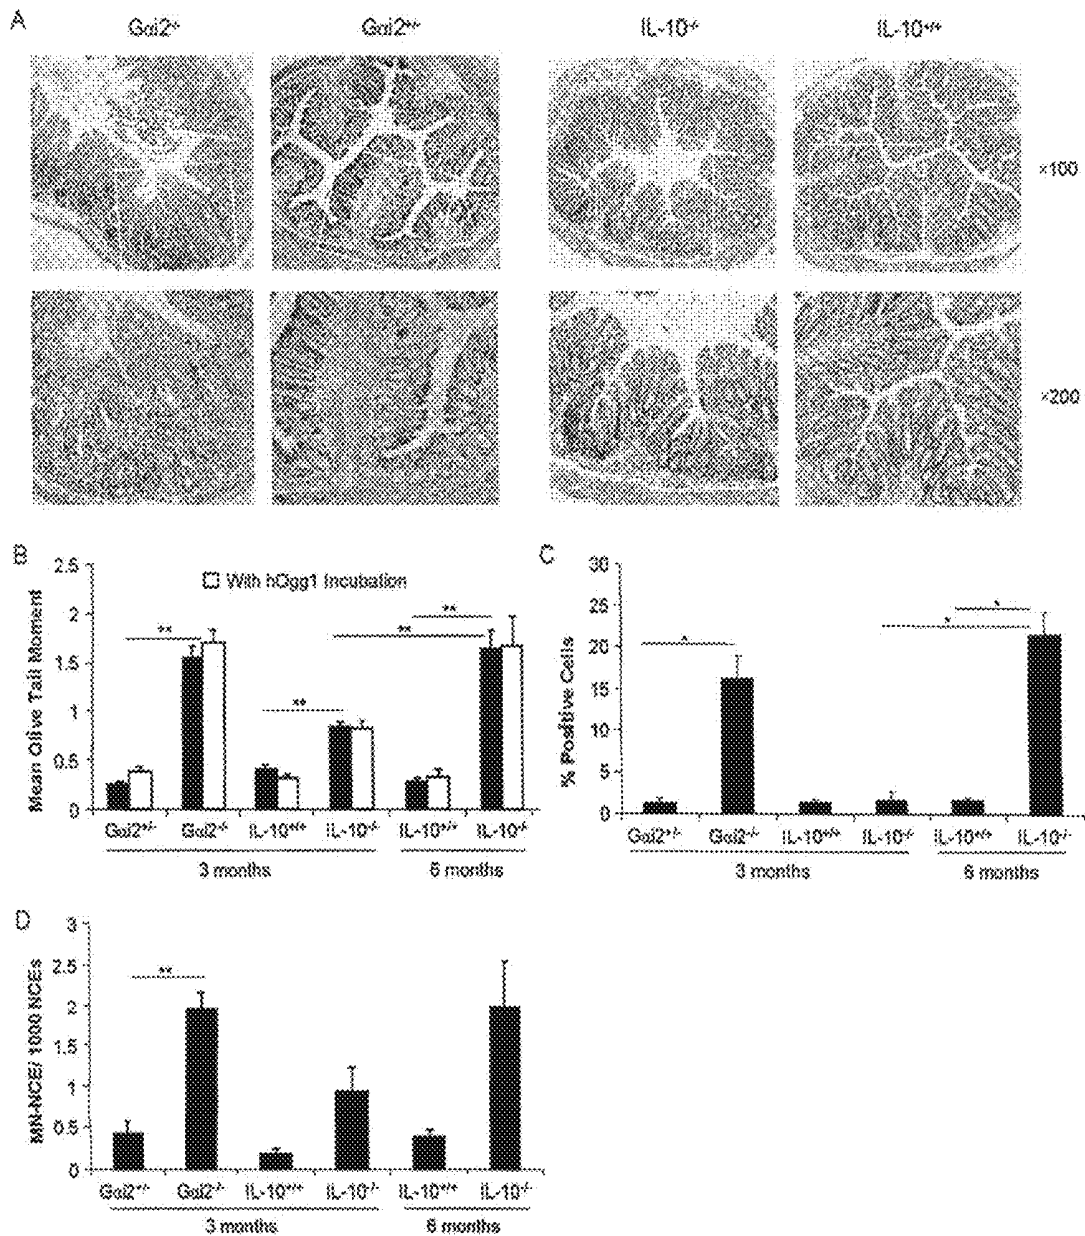 A
Gαi2-/-
Gαi2+/-
IL-10-/-
IL-10+/+
×100
×200
B
2.5
2
1.5
1
0.5
0
Mean Olive Tail Moment
With hOgg1 Incubation
**
**
**
**
Gαi2+/-
Gαi2-/-
IL-10+/+
IL-10-/-
IL-10+/+
IL-10-/-
3 months
6 months
C
30
25
20
15
10
5
0
% Positive Cells
*
*
*
Gαi2+/-
Gαi2-/-
IL-10+/+
IL-10-/-
IL-10+/+
IL-10-/-
3 months
6 months
D
3
2.5
2
1.5
1
0.5
0
MN-NCE/ 1000 NCEs
**
Gαi2+/-
Gαi2-/-
IL-10+/+
IL-10-/-
IL-10+/+
IL-10-/-
3 months
6 months